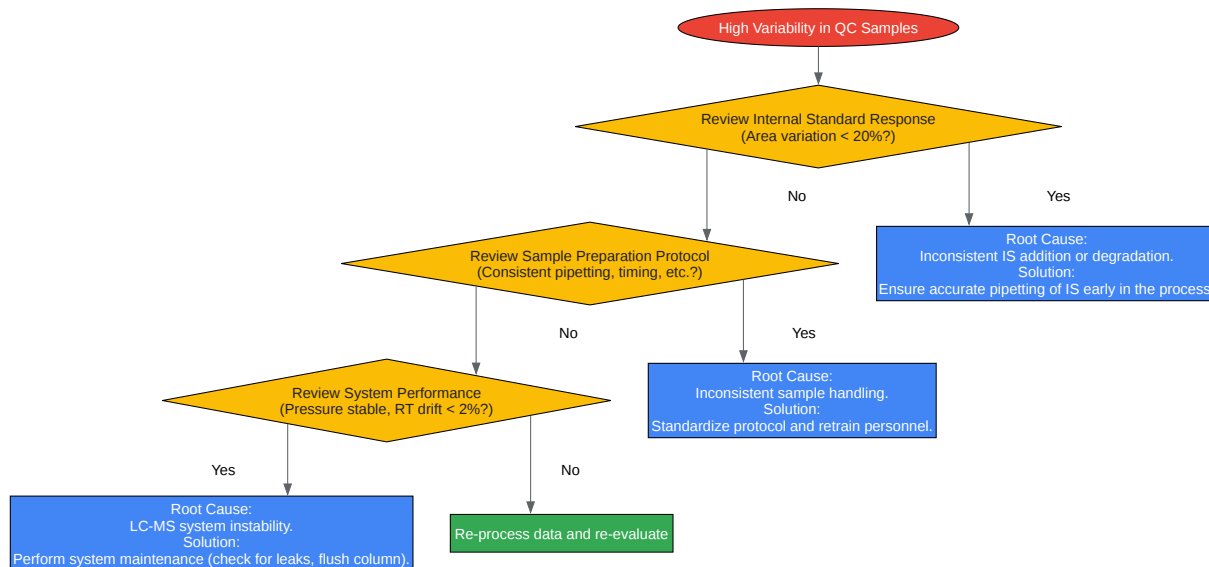 High Variability in QC Samples
Review Internal Standard Response
(Area variation < 20%?)
No
Yes
Review Sample Preparation Protocol
(Consistent pipetting, timing, etc.?)
Root Cause:
Inconsistent IS addition or degradation.
Solution:
Ensure accurate pipetting of IS early in the process
No
Yes
Review System Performance
(Pressure stable, RT drift < 2%?)
Root Cause:
Inconsistent sample handling.
Solution:
Standardize protocol and retrain personnel.
Yes
No
Root Cause:
LC-MS system instability.
Solution:
Perform system maintenance (check for leaks, flush column).
Re-process data and re-evaluate